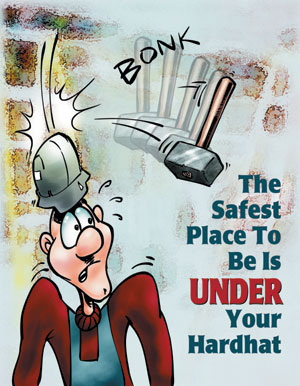 BONK
The
Safest
Place To
Be Is
UNDER
Your
Hardhat